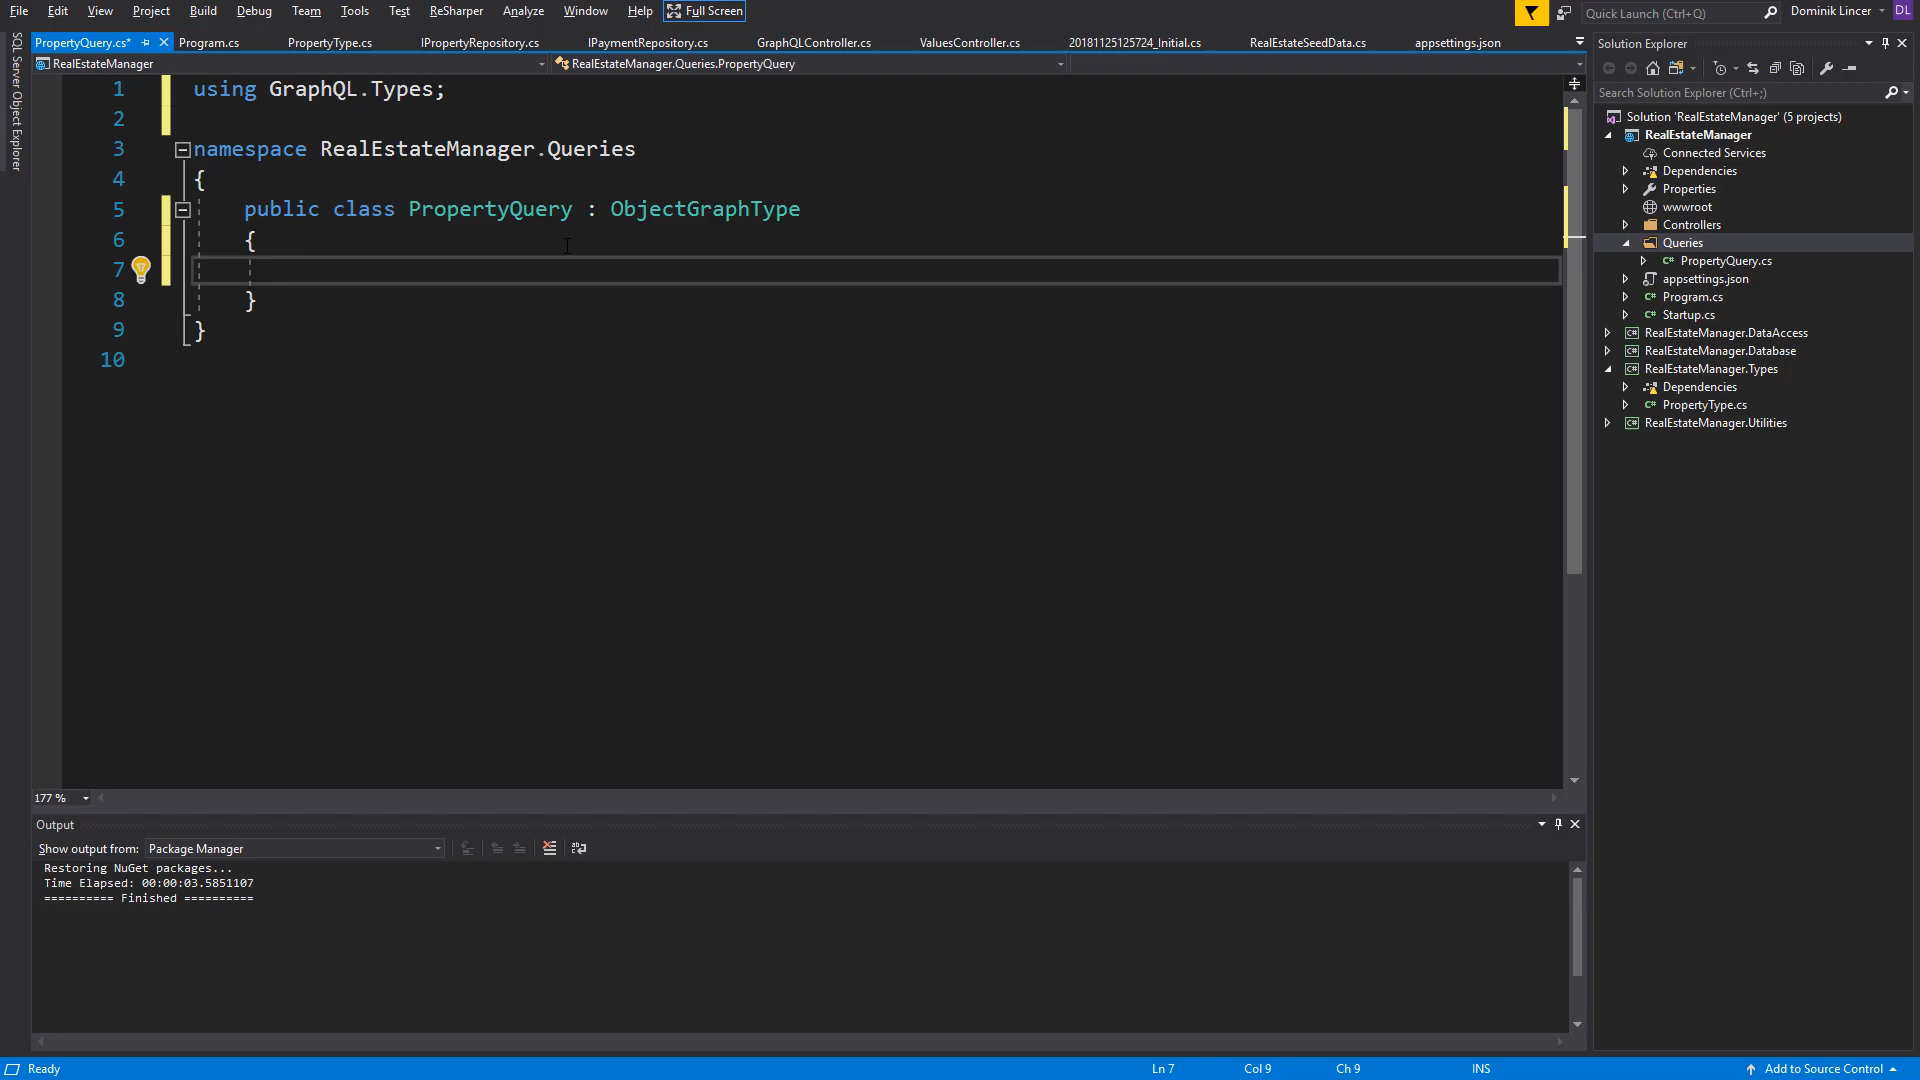 File Edit View Project Build Debug Team Tools Test ReSharper Analyze Window Help Full Screen Quick Launch (Ctrl+Q) Dominik Lincer DL
PropertyQuery.cs* Program.cs PropertyType.cs IPropertyRepository.cs IPaymentRepository.cs GraphQLController.cs ValuesController.cs 20181125125724_Initial.cs RealEstateSeedData.cs appsettings.json
RealEstateManager RealEstateManager.Queries.PropertyQuery
SQL Server Object Explorer
1 using GraphQL.Types;
2
3 namespace RealEstateManager.Queries
4 {
5 public class PropertyQuery : ObjectGraphType
6 {
7
8 }
9 }
10
177 %
Output
Show output from: Package Manager
Restoring NuGet packages...
Time Elapsed: 00:00:03.5851107
========== Finished ==========
Solution Explorer
Search Solution Explorer (Ctrl+;)
Solution 'RealEstateManager' (5 projects)
RealEstateManager
Connected Services
Dependencies
Properties
wwwroot
Controllers
Queries
C# PropertyQuery.cs
appsettings.json
C# Program.cs
C# Startup.cs
C# RealEstateManager.DataAccess
C# RealEstateManager.Database
C# RealEstateManager.Types
Dependencies
C# PropertyType.cs
C# RealEstateManager.Utilities
Ready Ln 7 Col 9 Ch 9 INS Add to Source Control